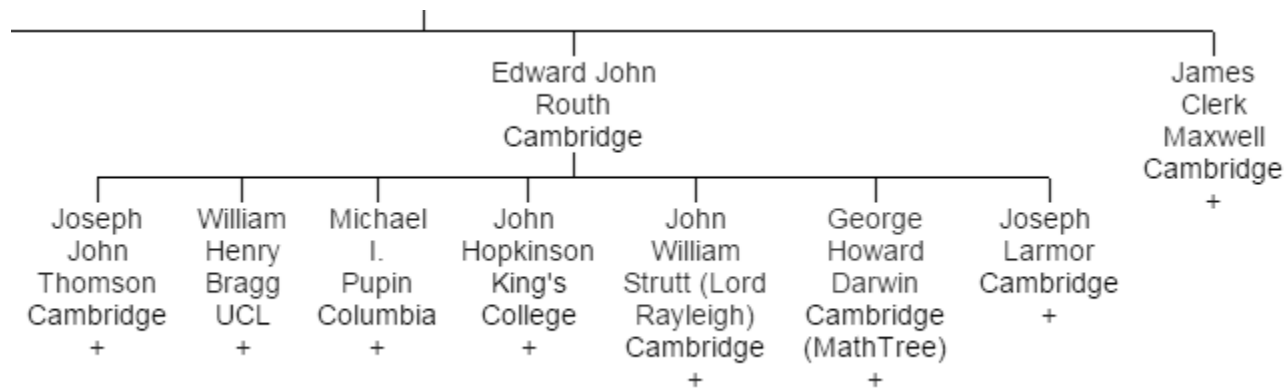 Edward John
Routh
Cambridge
James
Clerk
Maxwell
Cambridge
+
Joseph
John
Thomson
Cambridge
+
William
Henry
Bragg
UCL
+
Michael
I.
Pupin
Columbia
+
John
Hopkinson
King's
College
+
John
William
Strutt (Lord
Rayleigh)
Cambridge
+
George
Howard
Darwin
Cambridge
(MathTree)
+
Joseph
Larmor
Cambridge
+